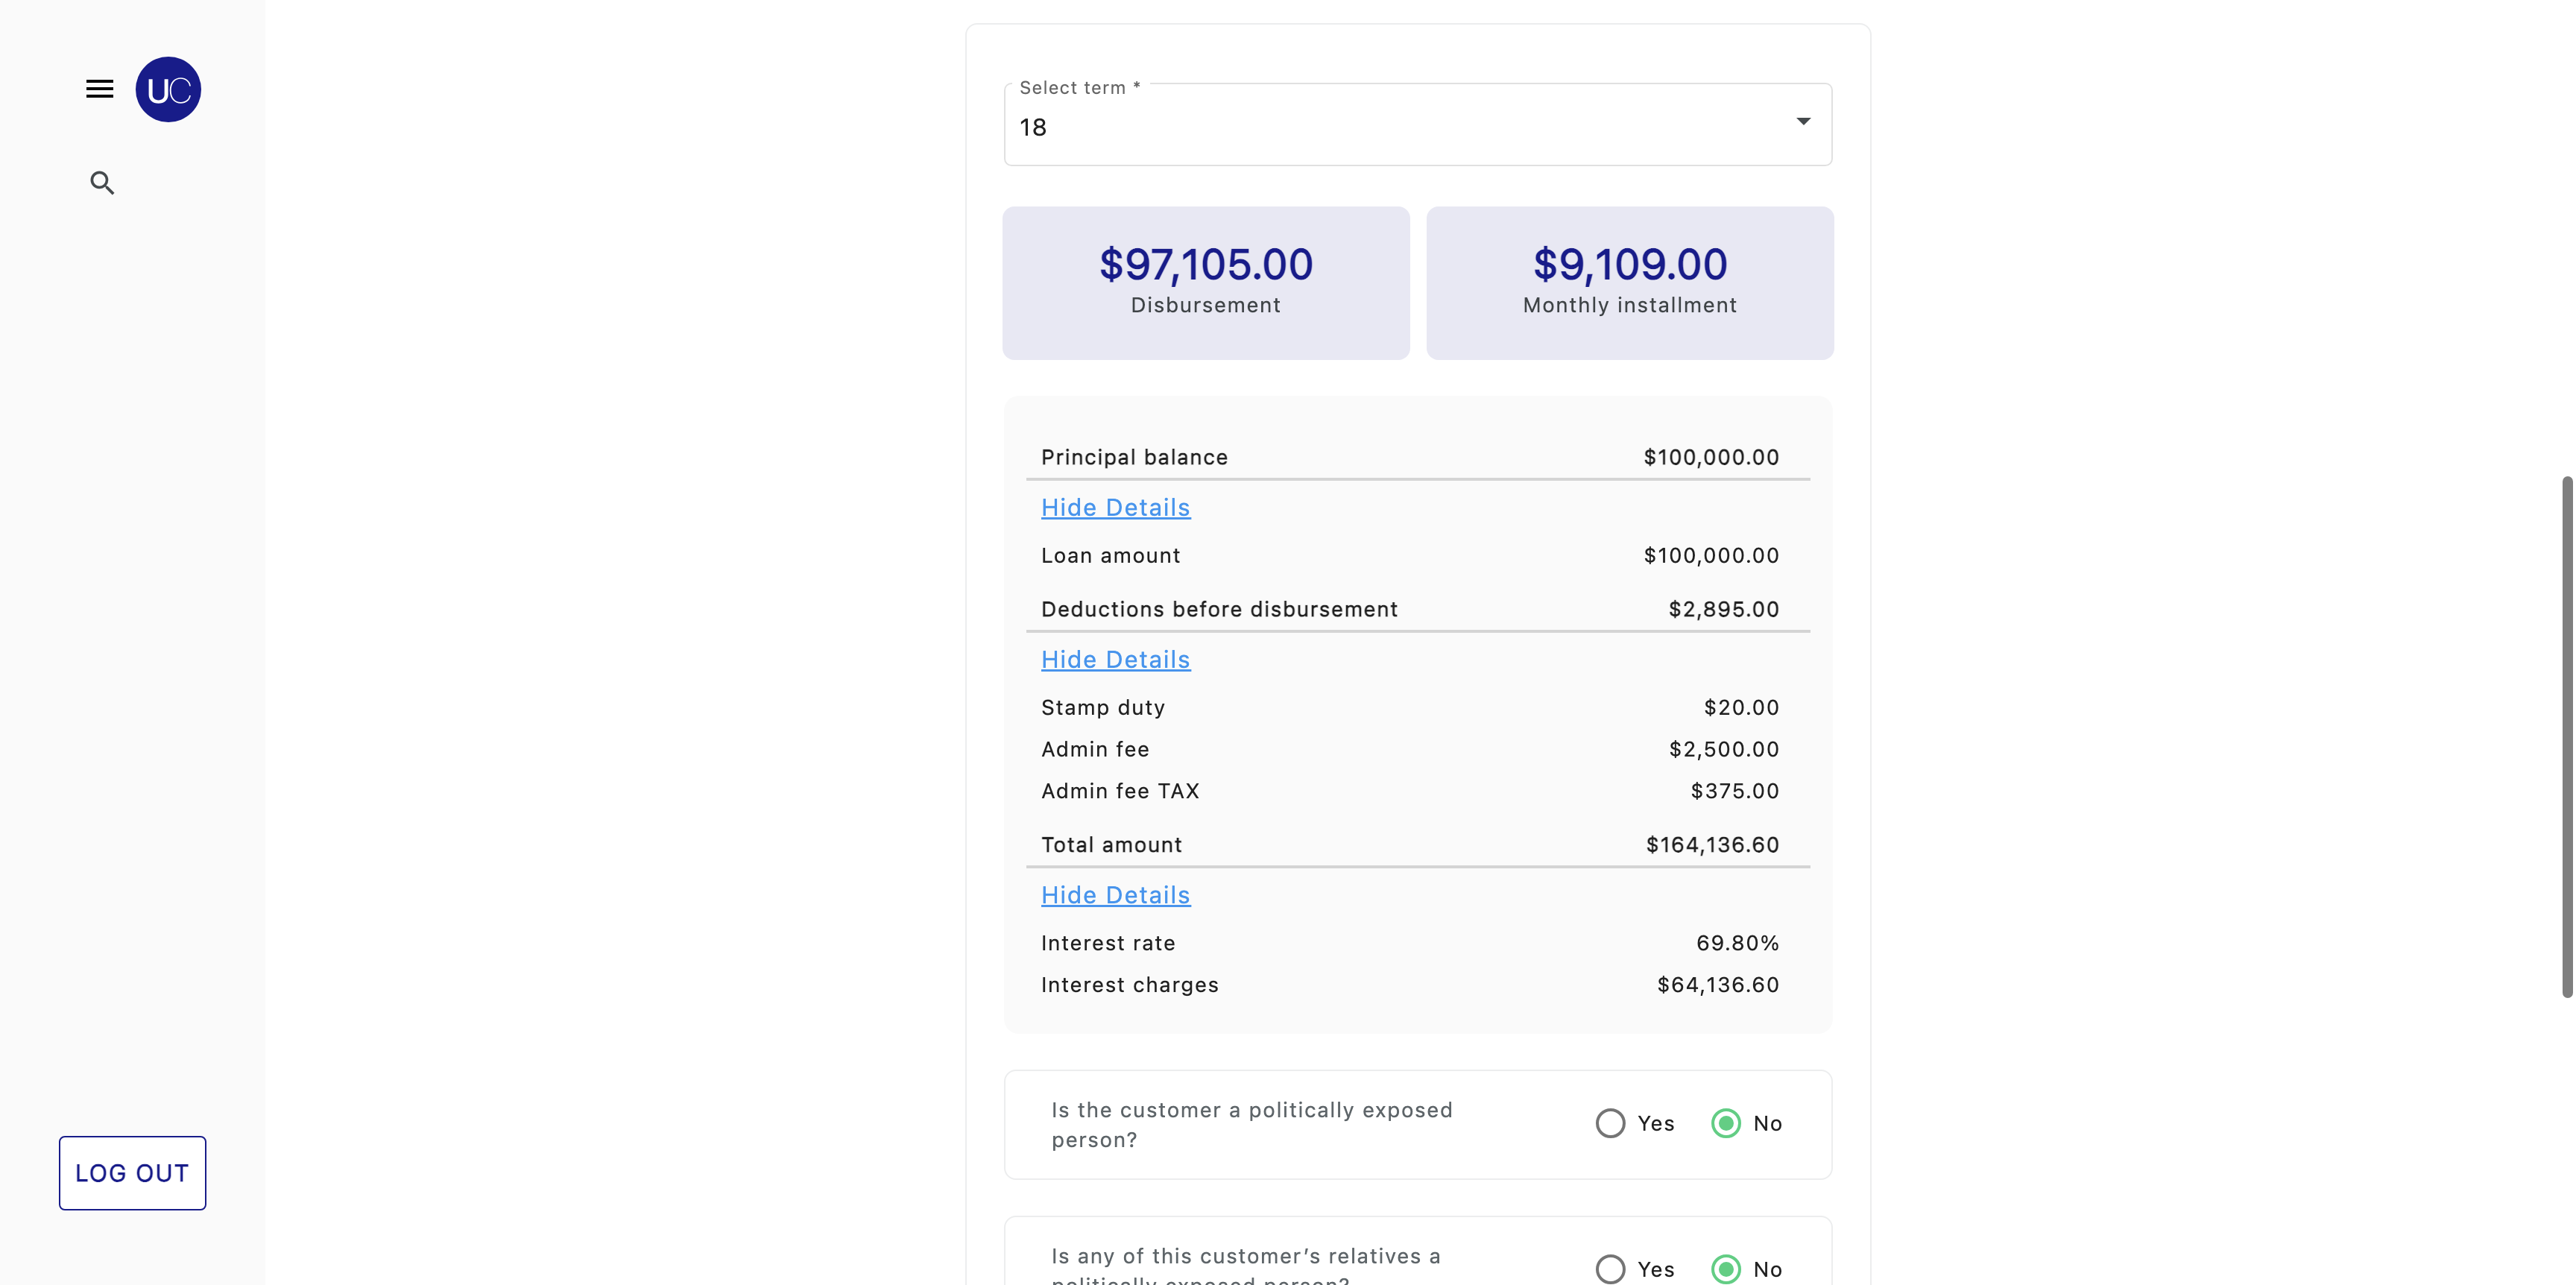 UC
Select term *
18
$97,105.00
Disbursement
$9,109.00
Monthly installment
Principal balance $100,000.00
Hide Details
Loan amount $100,000.00
Deductions before disbursement $2,895.00
Hide Details
Stamp duty $20.00
Admin fee $2,500.00
Admin fee TAX $375.00
Total amount $164,136.60
Hide Details
Interest rate 69.80%
Interest charges $64,136.60
Is the customer a politically exposed
person?
Yes No
LOG OUT
Is any of this customer’s relatives a
politically exposed person?
Yes No